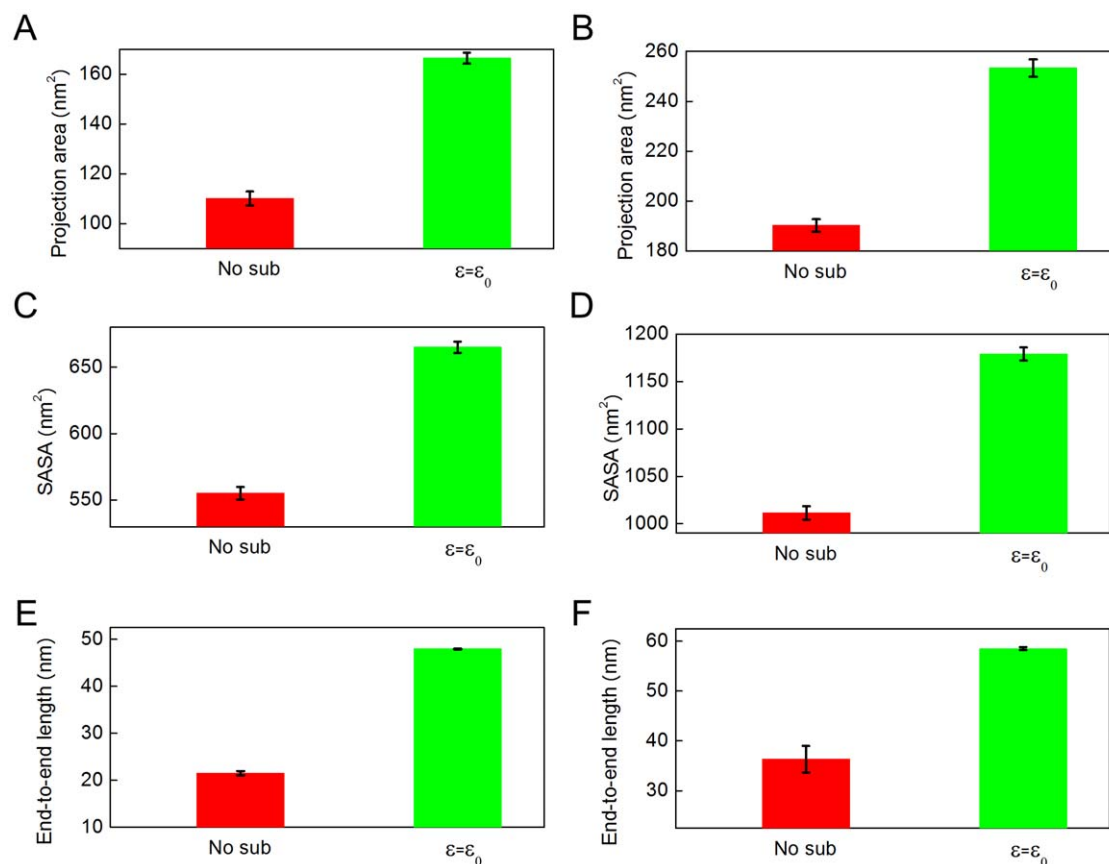 A
Projection area (nm²)
160
140
120
100
No sub
ε=ε₀
B
Projection area (nm²)
260
240
220
200
180
No sub
ε=ε₀
C
SASA (nm²)
650
600
550
No sub
ε=ε₀
D
SASA (nm²)
1200
1150
1100
1050
1000
No sub
ε=ε₀
E
End-to-end length (nm)
50
40
30
20
10
No sub
ε=ε₀
F
End-to-end length (nm)
60
50
40
30
No sub
ε=ε₀